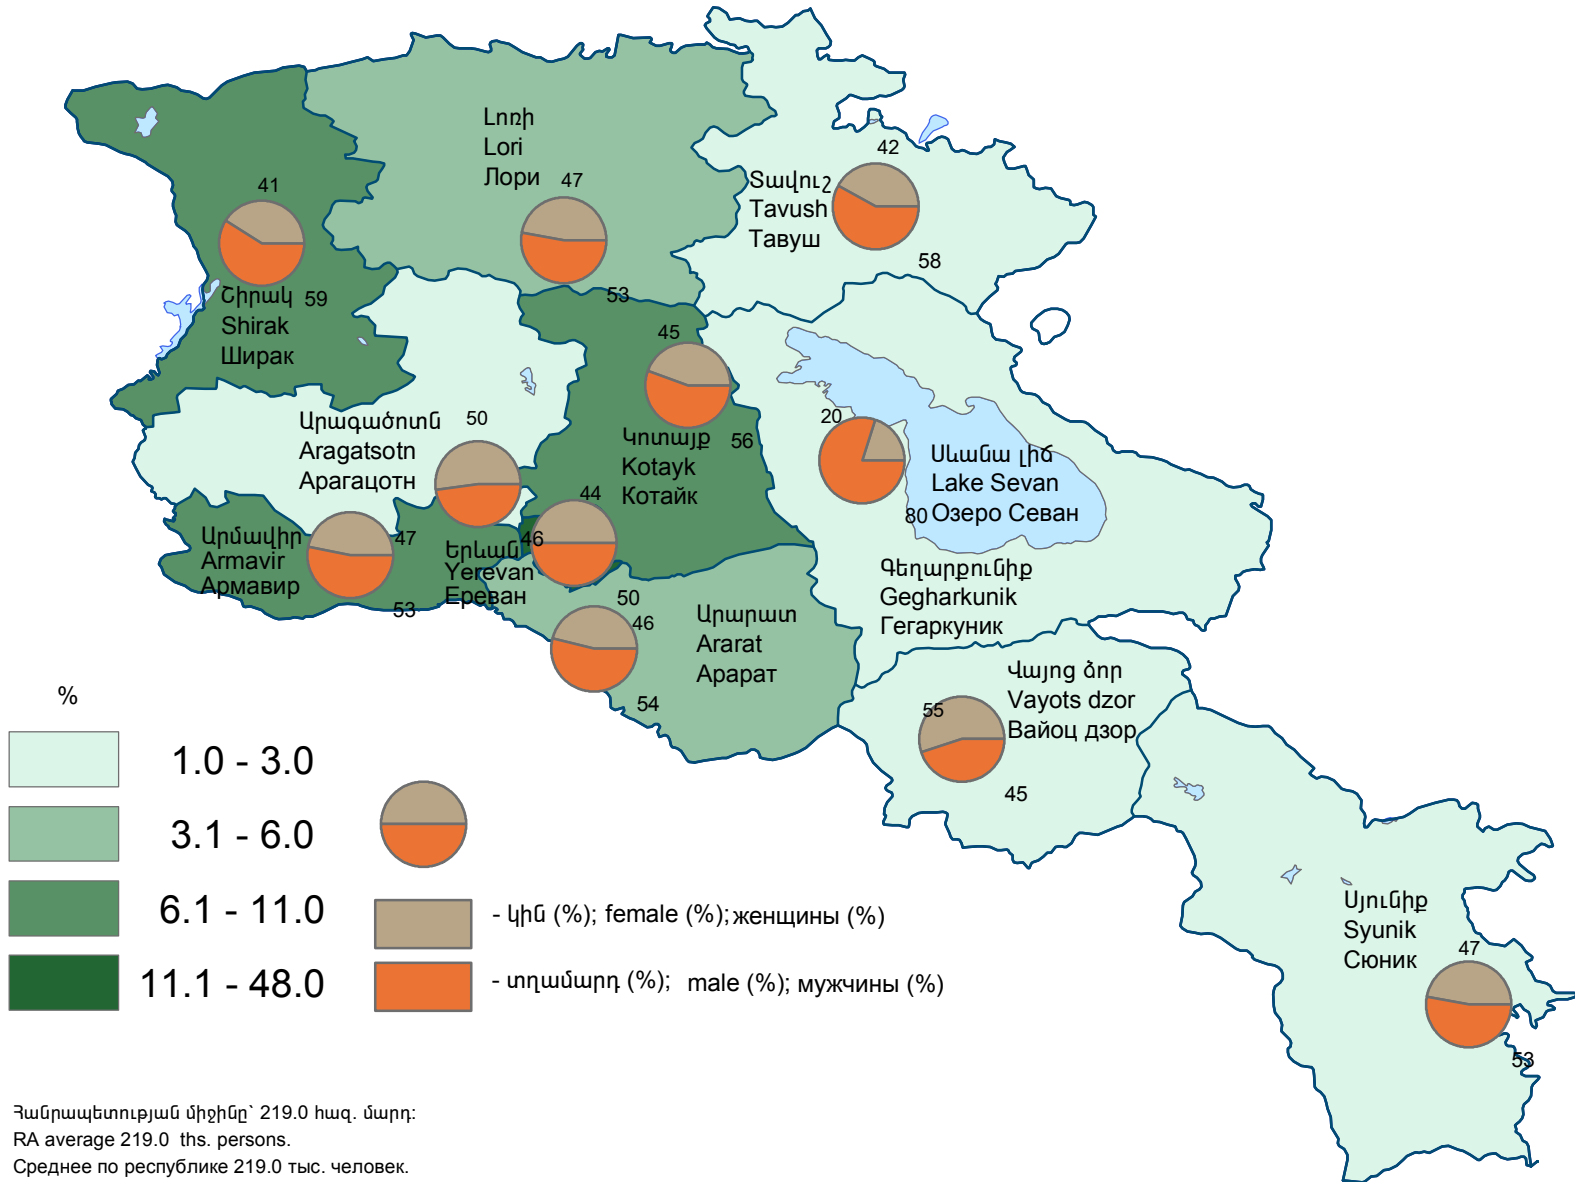 Լոռի
Lori
Лори
47
53
42
Տավուշ
Tavush
Тавуш
58
41
59
Շիրակ
Shirak
Ширак
45
56
Կոտայք
Kotayk
Котайк
50
Արագածոտն
Aragatsotn
Арагацотн
20
80
Սևանա լիճ
Lake Sevan
Озеро Севан
Գեղարքունիք
Gegharkunik
Гегаркуник
44
46
Երևան
Yerevan
Ереван
50
Արմավիր
Armavir
Армавир
47
53
46
54
Արարատ
Ararat
Арарат
Վայոց ձոր
Vayots dzor
Вайоц дзор
55
45
Սյունիք
Syunik
Сюник
47
53
%
1.0 - 3.0
3.1 - 6.0
6.1 - 11.0
11.1 - 48.0
- կին (%); female (%); женщины (%)
- տղամարդ (%); male (%); мужчины (%)
Հանրապետության միջինը` 219.0 հազ. մարդ:
RA average 219.0 ths. persons.
Среднее по республике 219.0 тыс. человек.